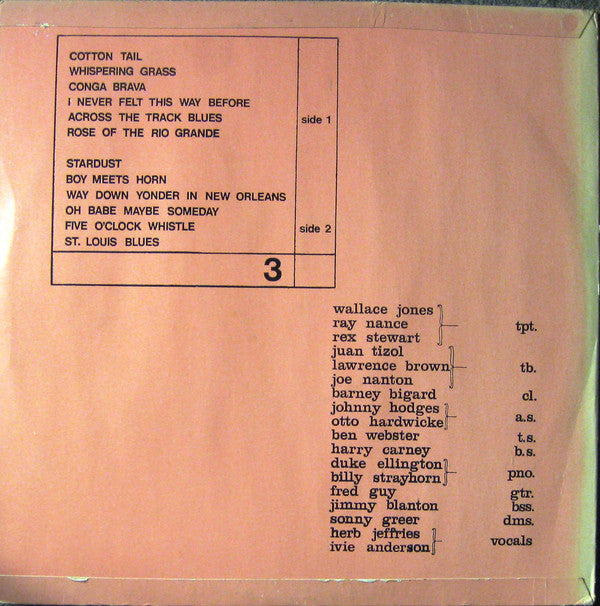 COTTON TAIL
WHISPERING GRASS
CONGA BRAVA
I NEVER FELT THIS WAY BEFORE
ACROSS THE TRACK BLUES side 1
ROSE OF THE RIO GRANDE
STARDUST
BOY MEETS HORN
WAY DOWN YONDER IN NEW ORLEANS
OH BABE MAYBE SOMEDAY
FIVE O'CLOCK WHISTLE side 2
ST. LOUIS BLUES
3
wallace jones
ray nance tpt.
rex stewart
juan tizol
lawrence brown tb.
joe nanton
barney bigard cl.
johnny hodges
otto hardwicke a.s.
ben webster t.s.
harry carney b.s.
duke ellington
billy strayhorn pno.
fred guy gtr.
jimmy blanton bss.
sonny greer dms.
herb jeffries
ivie anderson vocals